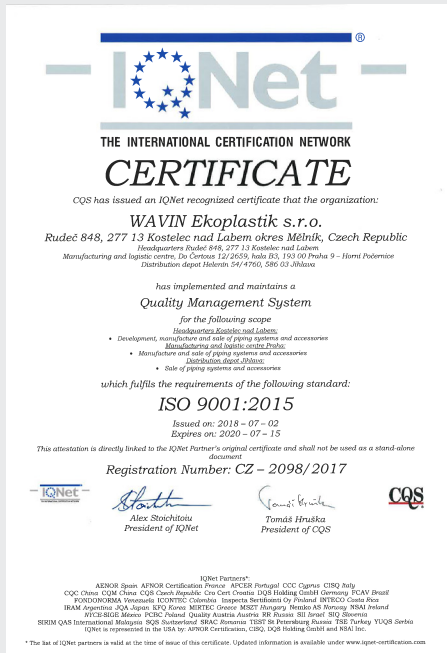 IQNet ®
THE INTERNATIONAL CERTIFICATION NETWORK
CERTIFICATE
CQS has issued an IQNet recognized certificate that the organization:
WAVIN Ekoplastik s.r.o.
Rudeč 848, 277 13 Kostelec nad Labem okres Mělník, Czech Republic
Headquarters Rudeč 848, 277 13 Kostelec nad Labem
Manufacturing and logistic centre, Do Čertous 12/2659, hala B3, 193 00 Praha 9 – Horní Počernice
Distribution depot Helenín 54/4760, 586 03 Jihlava
has implemented and maintains a
Quality Management System
for the following scope
Headquarters Kostelec nad Labem:
• Development, manufacture and sale of piping systems and accessories
Manufacturing and logistic centre Praha:
• Manufacture and sale of piping systems and accessories
Distribution depot Jihlava:
• Sale of piping systems and accessories
which fulfils the requirements of the following standard:
ISO 9001:2015
Issued on: 2018 – 07 – 02
Expires on: 2020 – 07 – 15
This attestation is directly linked to the IQNet Partner's original certificate and shall not be used as a stand-alone
document
Registration Number: CZ – 2098/2017
IQNet
CQS
Alex Stoichitoiu
President of IQNet
Tomáš Hruška
President of CQS
IQNet Partners*:
AENOR Spain AFNOR Certification France APCER Portugal CCC Cyprus CISQ Italy
CQC China CQM China CQS Czech Republic Cro Cert Croatia DQS Holding GmbH Germany FCAV Brazil
FONDONORMA Venezuela ICONTEC Colombia Inspecta Sertifiointi Oy Finland INTECO Costa Rica
IRAM Argentina JQA Japan KFQ Korea MIRTEC Greece MSZT Hungary Nemko AS Norway NSAI Ireland
NYCE-SIGE México PCBC Poland Quality Austria Austria RR Russia SII Israel SIQ Slovenia
SIRIM QAS International Malaysia SQS Switzerland SRAC Romania TEST St Petersburg Russia TSE Turkey YUQS Serbia
IQNet is represented in the USA by: AFNOR Certification, CISQ, DQS Holding GmbH and NSAI Inc.
* The list of IQNet partners is valid at the time of issue of this certificate. Updated information is available under www.iqnet-certification.com